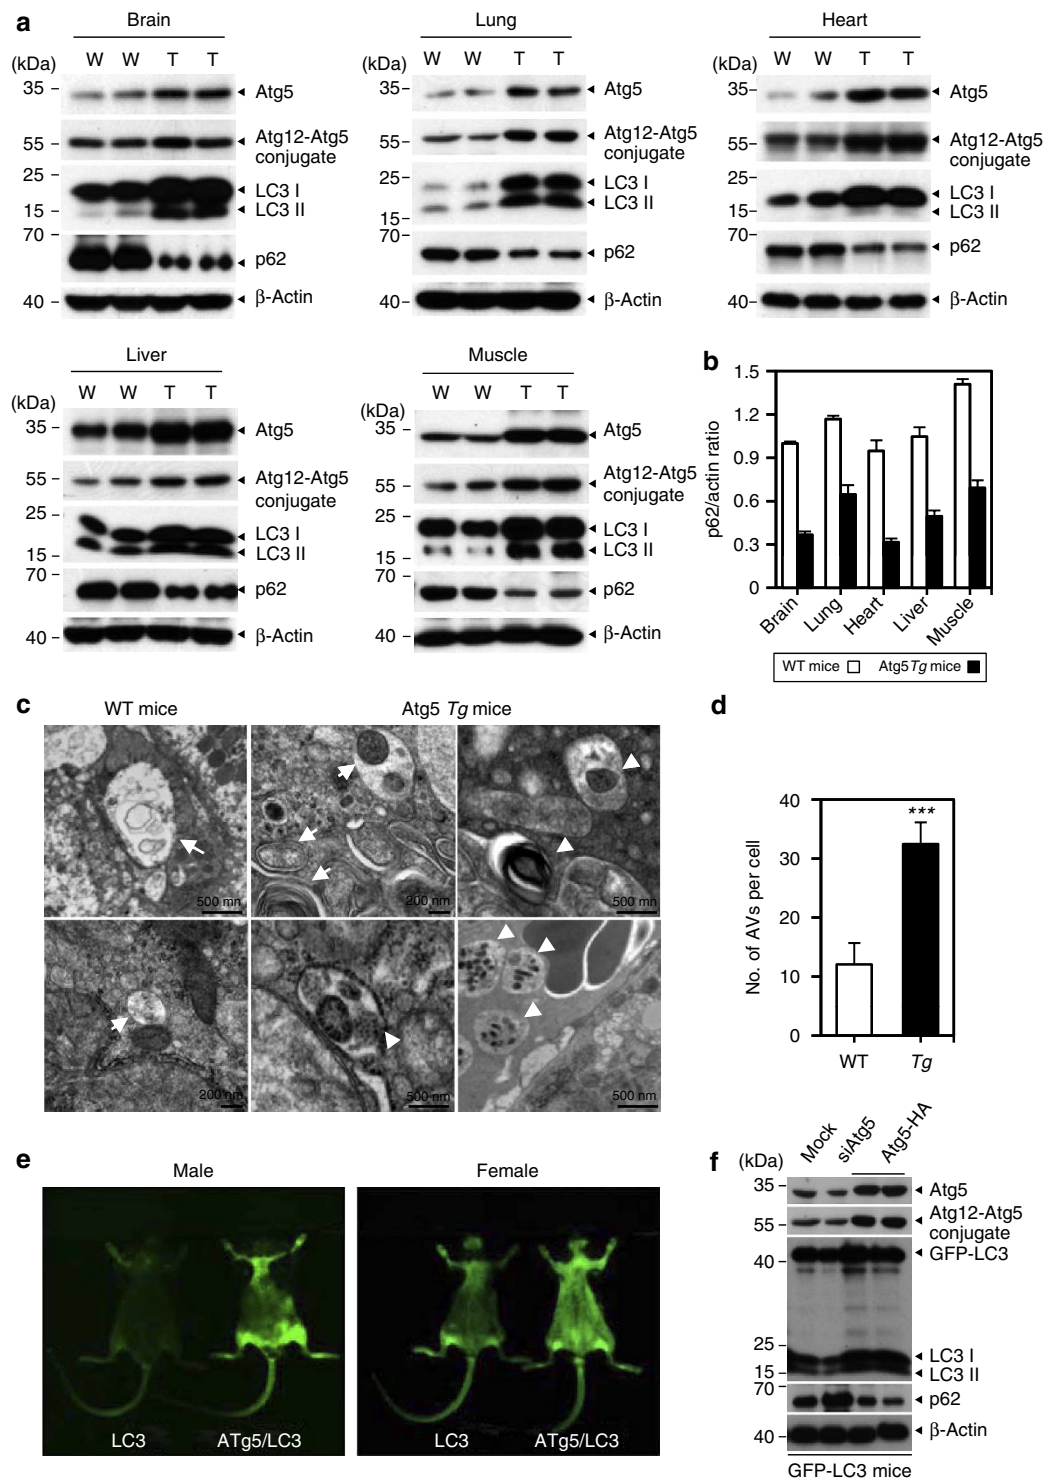 a
Brain
W W T T
(kDa)
35
Atg5
55
Atg12-Atg5
conjugate
25
LC3 I
15
LC3 II
70
p62
40
β-Actin
Lung
W W T T
(kDa)
35
Atg5
55
Atg12-Atg5
conjugate
25
LC3 I
LC3 II
15
70
p62
40
β-Actin
Heart
W W T T
(kDa)
35
Atg5
55
Atg12-Atg5
conjugate
25
LC3 I
15
LC3 II
70
p62
40
β-Actin
Liver
W W T T
(kDa)
35
Atg5
55
Atg12-Atg5
conjugate
25
LC3 I
15
LC3 II
70
p62
40
β-Actin
Muscle
W W T T
(kDa)
35
Atg5
55
Atg12-Atg5
conjugate
25
LC3 I
LC3 II
15
70
p62
40
β-Actin
b
p62/actin ratio
1.5
1.2
0.9
0.6
0.3
0
Brain
Lung
Heart
Liver
Muscle
WT mice
Atg5Tg mice
c
WT mice
Atg5 Tg mice
500 mn
200 nm
500 mn
200 nm
500 nm
500 nm
d
No. of AVs per cell
40
30
20
10
0
***
WT
Tg
e
Male
Female
LC3
ATg5/LC3
LC3
ATg5/LC3
f
(kDa)
Mock
siAtg5
Atg5-HA
35
Atg5
55
Atg12-Atg5
conjugate
GFP-LC3
40
25
LC3 I
15
LC3 II
70
p62
40
β-Actin
GFP-LC3 mice